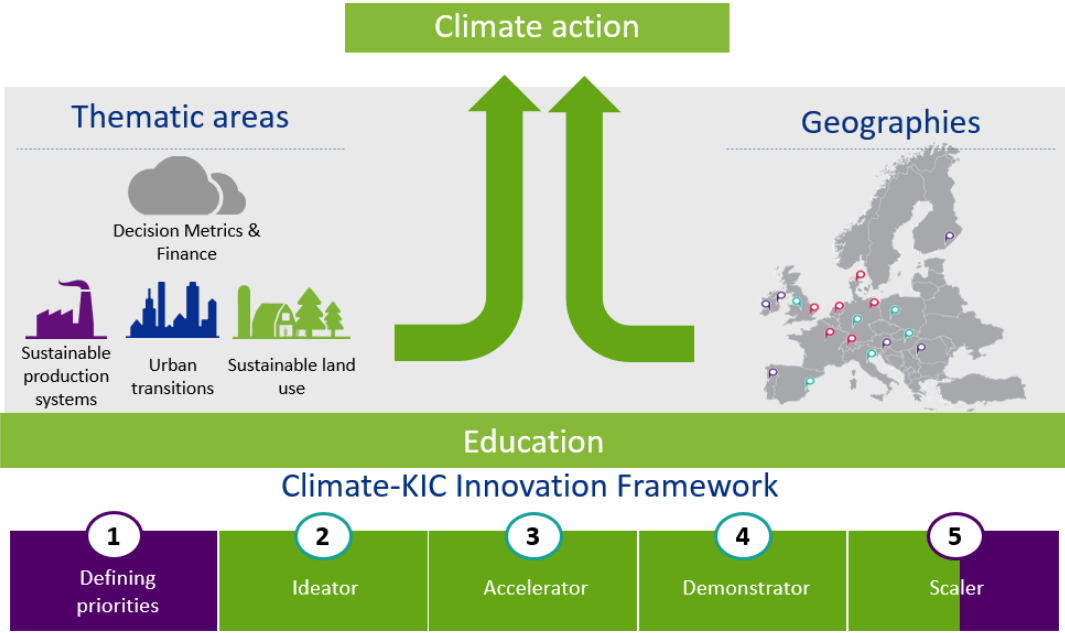 Climate action
Thematic areas
Decision Metrics &
Finance
Sustainable
production
systems
Urban
transitions
Sustainable land
use
Geographies
Education
Climate-KIC Innovation Framework
1
Defining
priorities
2
Ideator
3
Accelerator
4
Demonstrator
5
Scaler